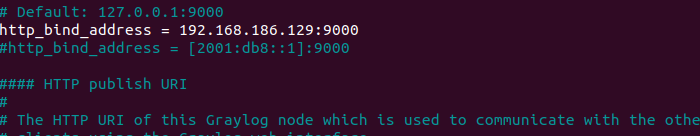 # Default: 127.0.0.1:9000
http_bind_address = 192.168.186.129:9000
#http_bind_address = [2001:db8::1]:9000
#### HTTP publish URI
#
# The HTTP URI of this Graylog node which is used to communicate with the othe
# clients using the Graylog web interface